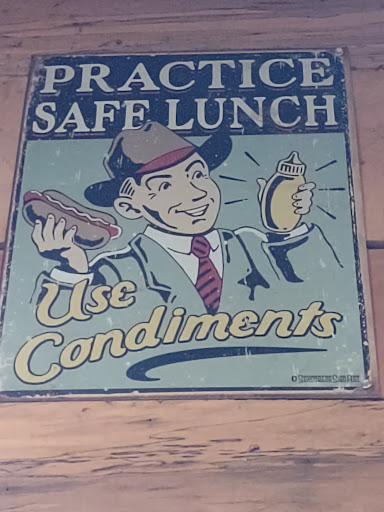 PRACTICE
SAFE LUNCH
Use
Condiments